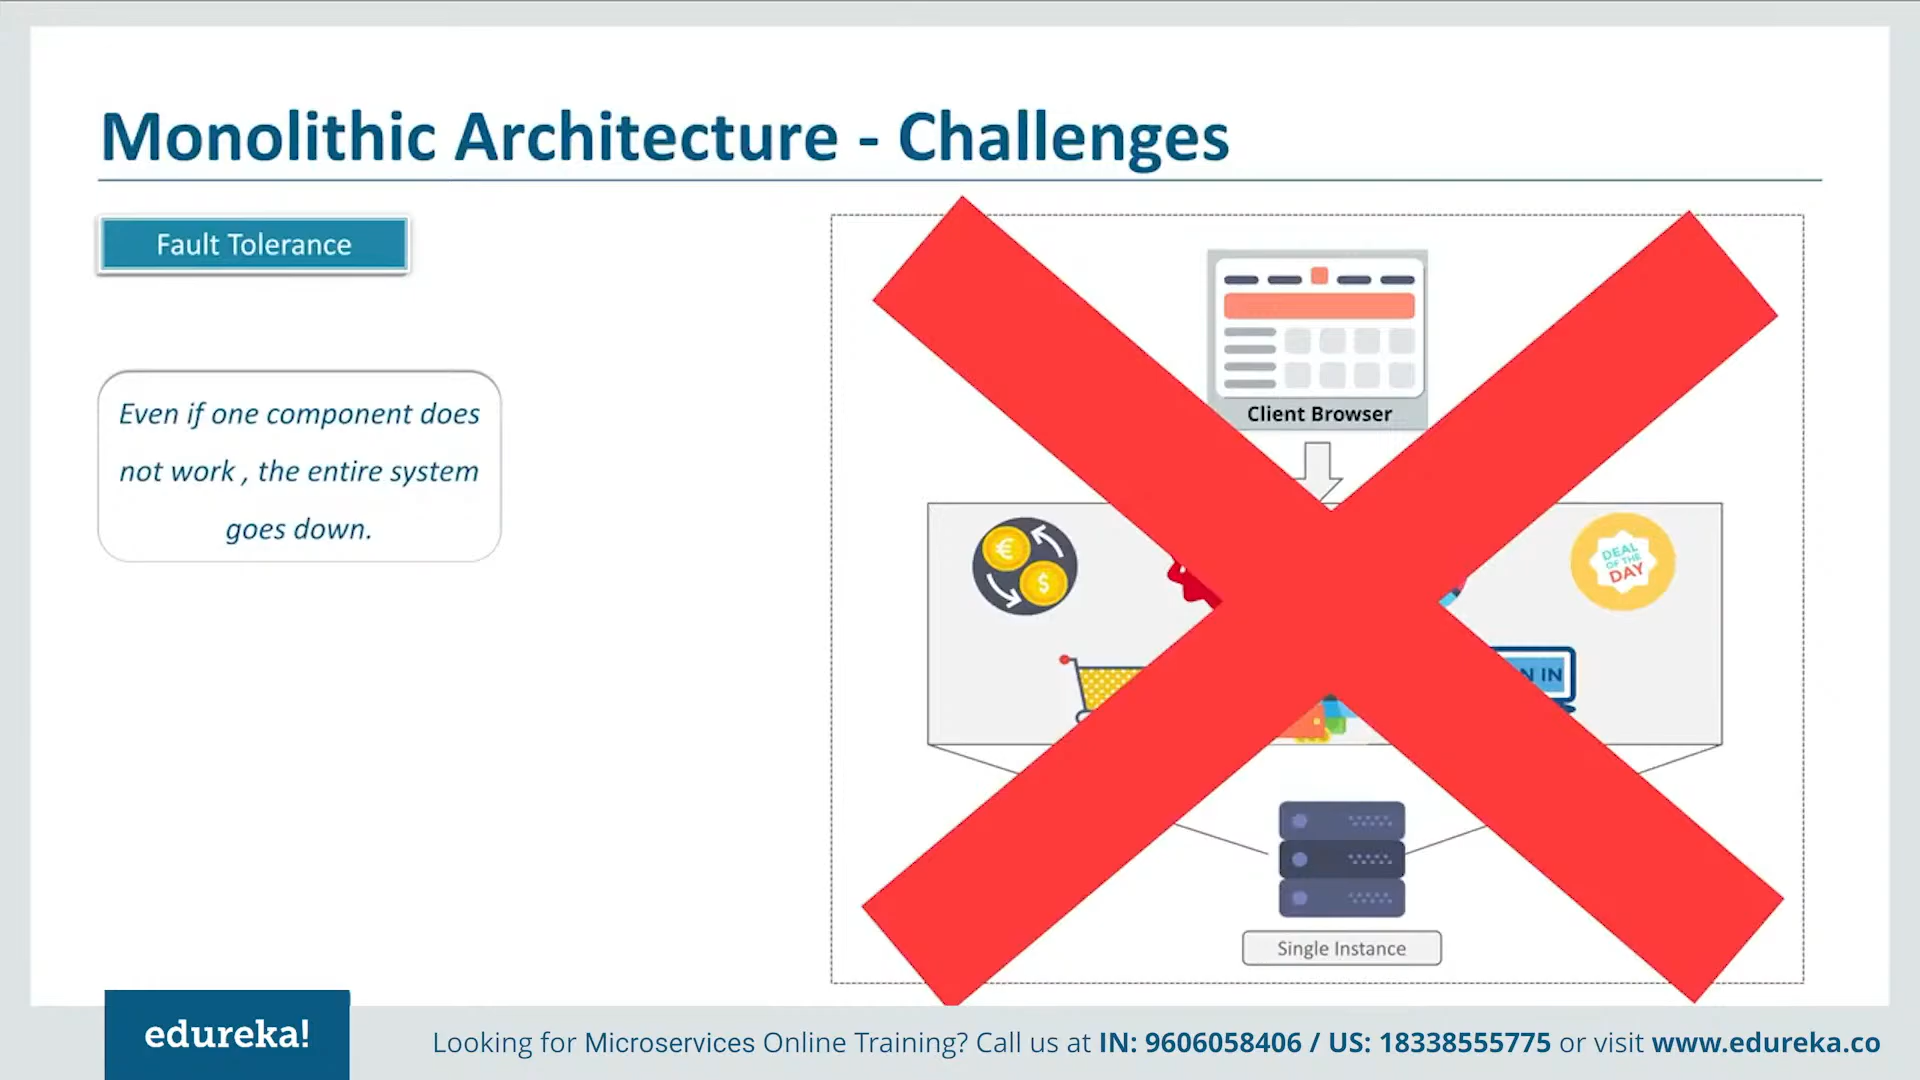 Monolithic Architecture - Challenges
Fault Tolerance
Even if one component does
not work , the entire system
goes down.
Client Browser
€
$
DEAL
OF THE
DAY
IN
Single Instance
edureka!
Looking for Microservices Online Training? Call us at IN: 9606058406 / US: 18338555775 or visit www.edureka.co